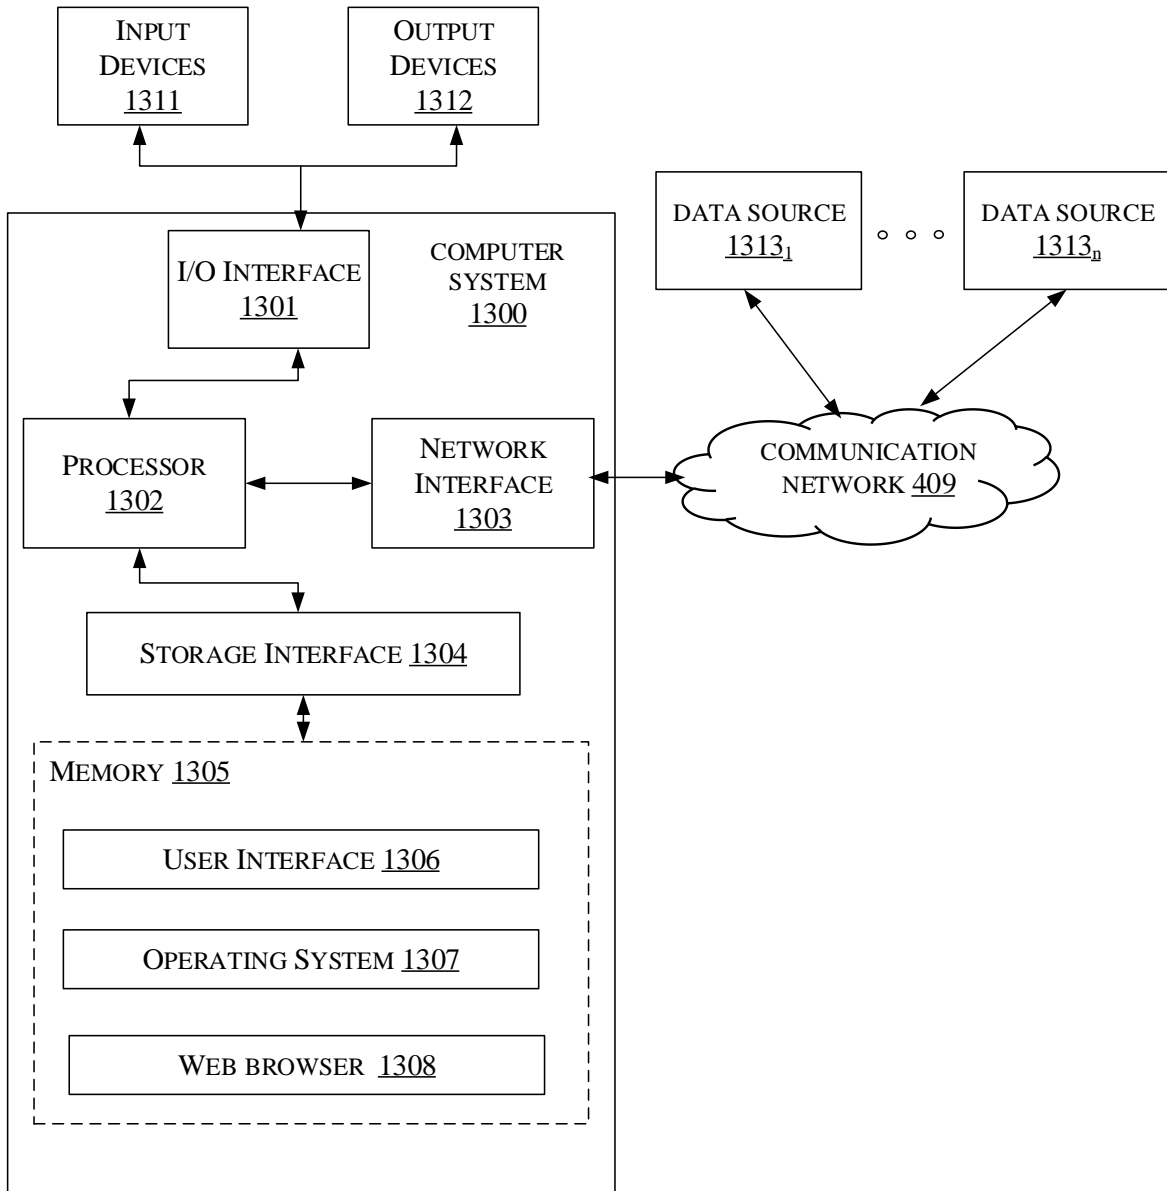 INPUT
DEVICES
1311
OUTPUT
DEVICES
1312
DATA SOURCE
1313₁
DATA SOURCE
1313ₙ
I/O INTERFACE
1301
COMPUTER
SYSTEM
1300
PROCESSOR
1302
NETWORK
INTERFACE
1303
COMMUNICATION
NETWORK 409
STORAGE INTERFACE 1304
MEMORY 1305
USER INTERFACE 1306
OPERATING SYSTEM 1307
WEB BROWSER 1308